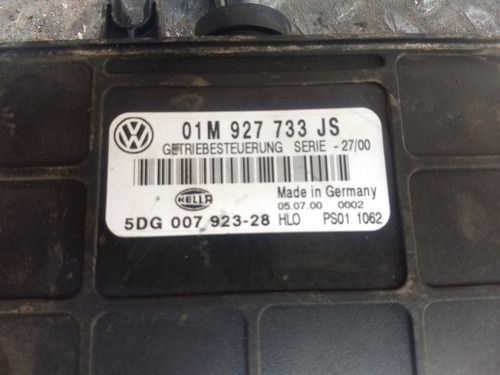 VW
01M 927 733 JS
GETRIEBESTEUERUNG SERIE - 27/00
HELLA
Made in Germany
05.07.00 0002
5DG 007 923-28 HLO PS01 1062